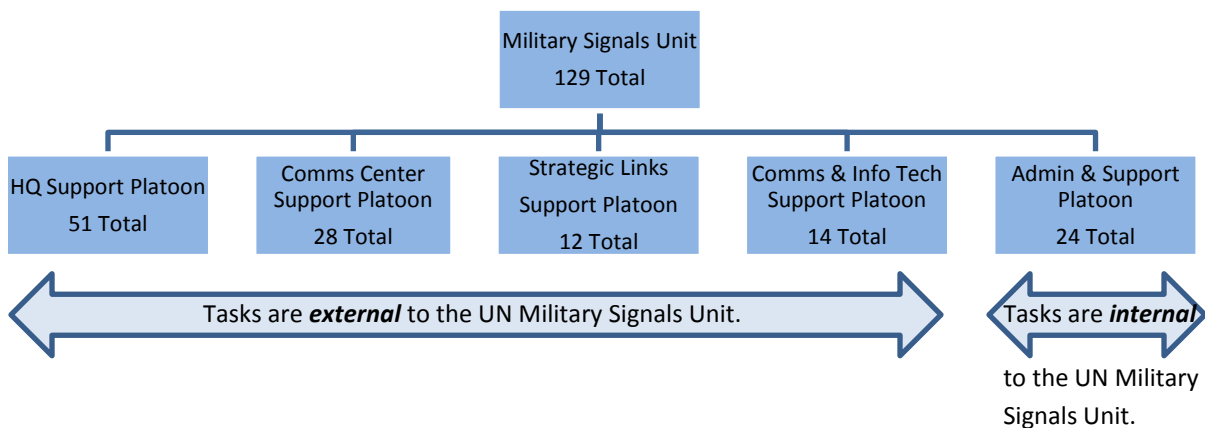 Military Signals Unit
129 Total
HQ Support Platoon
51 Total
Comms Center
Support Platoon
28 Total
Strategic Links
Support Platoon
12 Total
Comms & Info Tech
Support Platoon
14 Total
Admin & Support
Platoon
24 Total
Tasks are external to the UN Military Signals Unit.
Tasks are internal
to the UN Military
Signals Unit.